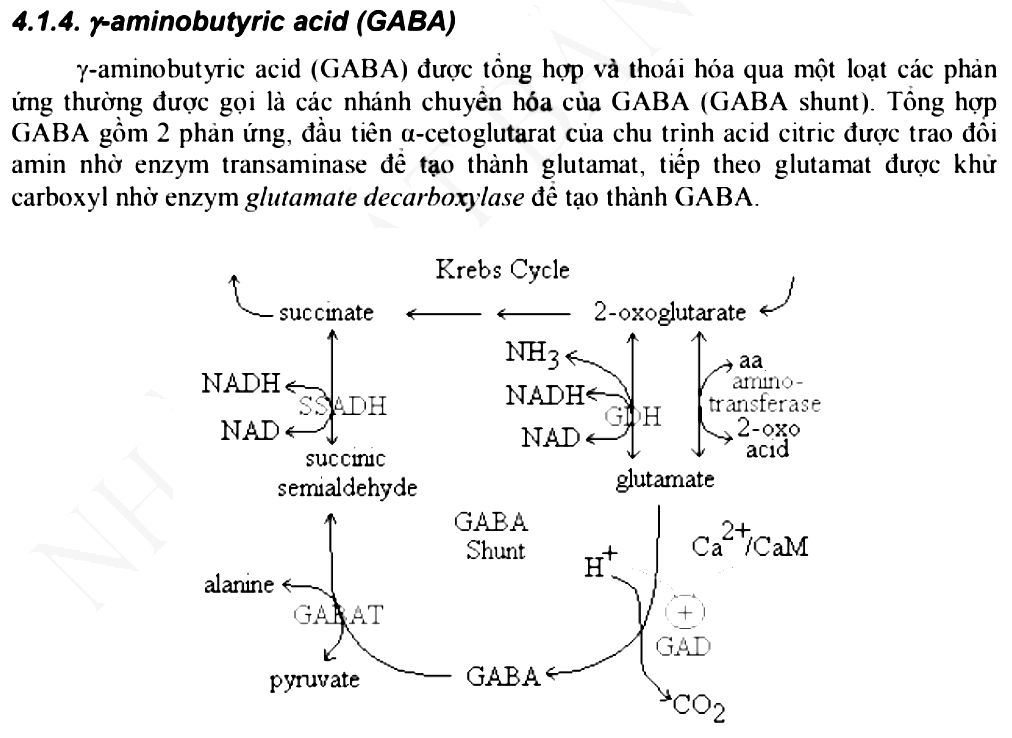 4.1.4. γ-aminobutyric acid (GABA)
γ-aminobutyric acid (GABA) được tổng hợp và thoái hóa qua một loạt các phản
ứng thường được gọi là các nhánh chuyển hóa của GABA (GABA shunt). Tổng hợp
GABA gồm 2 phản ứng, đầu tiên α-cetoglutarat của chu trình acid citric được trao đổi
amin nhờ enzym transaminase để tạo thành glutamat, tiếp theo glutamat được khử
carboxyl nhờ enzym glutamate decarboxylase để tạo thành GABA.
Krebs Cycle
succinate
2-oxoglutarate
NH3
aa
NADH
SSADH
NAD
NADH
GDH
NAD
amino-
transferase
2-oxo
acid
succinic
semialdehyde
glutamate
GABA
Shunt
H+
Ca2+/CaM
alanine
GABAT
+
GAD
pyruvate
GABA
CO2